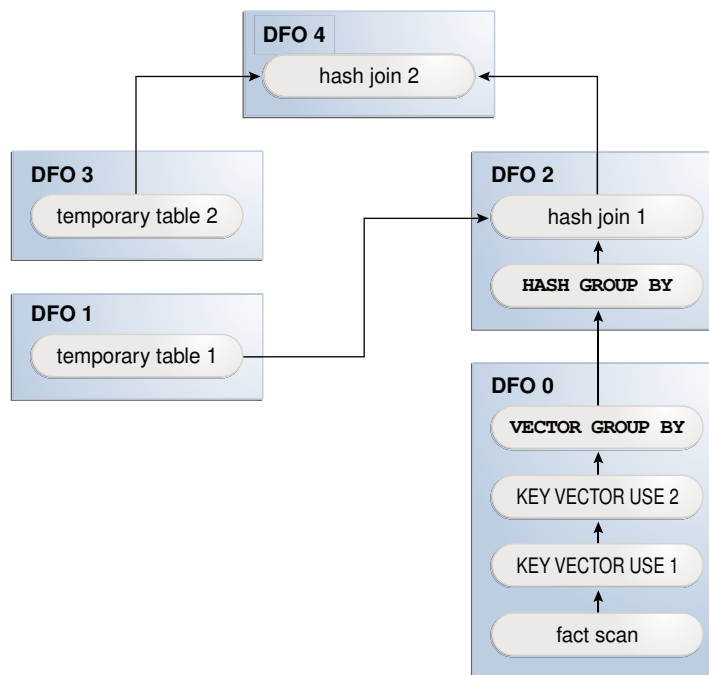 DFO 4
hash join 2
DFO 3
temporary table 2
DFO 2
hash join 1
HASH GROUP BY
DFO 1
temporary table 1
DFO 0
VECTOR GROUP BY
KEY VECTOR USE 2
KEY VECTOR USE 1
fact scan